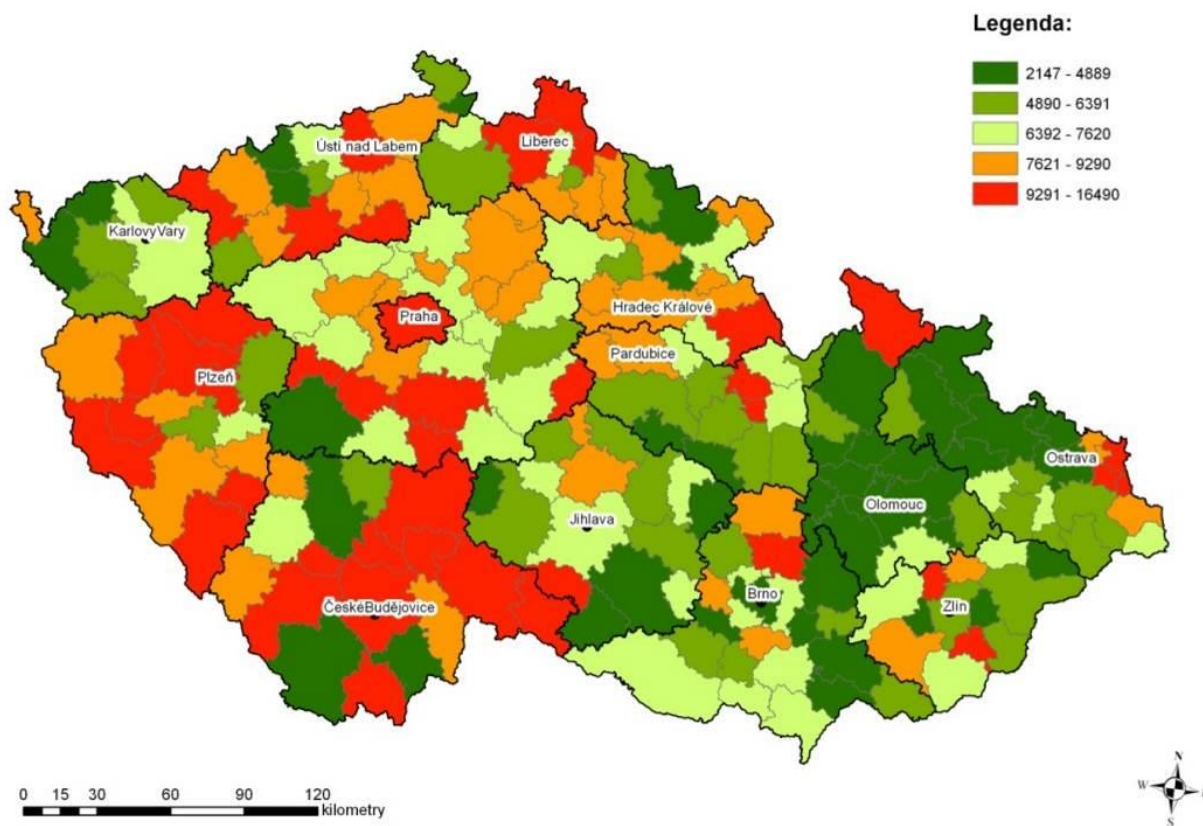 Legenda:
2147 - 4889
4890 - 6391
6392 - 7620
7621 - 9290
9291 - 16490
Ústí nad Labem
Liberec
KarlovyVary
Praha
Hradec Králové
Pardubice
Plzeň
Ostrava
Olomouc
Jihlava
Brno
Zlín
ČeskéBudějovice
0 15 30 60 90 120
kilometry
N
W
S